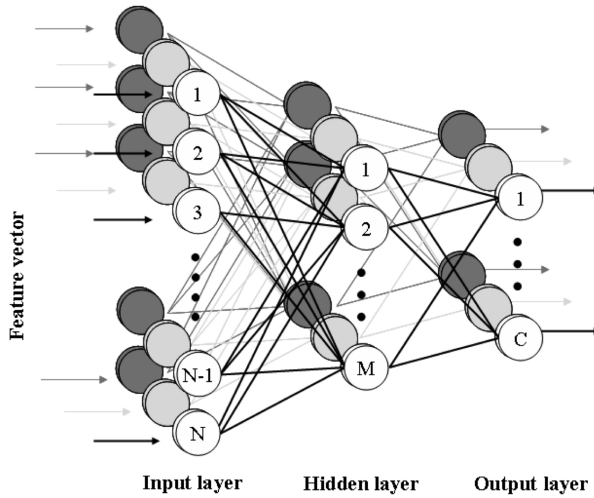 1
2
3
N-1
N
1
2
M
1
C
Feature vector
Input layer
Hidden layer
Output layer